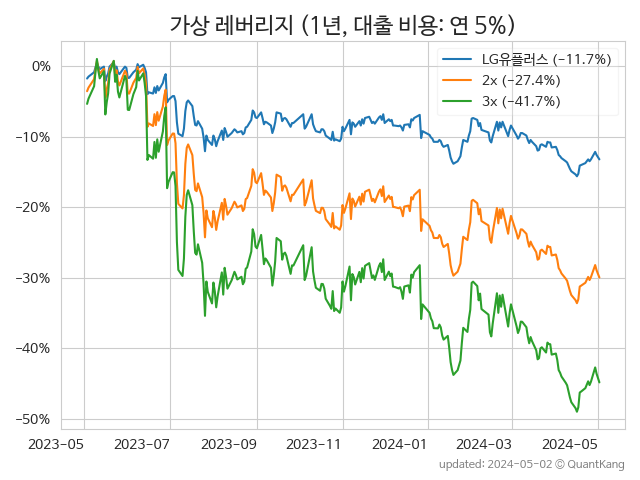 가상 레버리지 (1년, 대출 비용: 연 5%)
LG유플러스 (−11.7%)
2x (−27.4%)
3x (−41.7%)
0%
−10%
−20%
−30%
−40%
−50%
2023-05 2023-07 2023-09 2023-11 2024-01 2024-03 2024-05
updated: 2024-05-02 © QuantKang